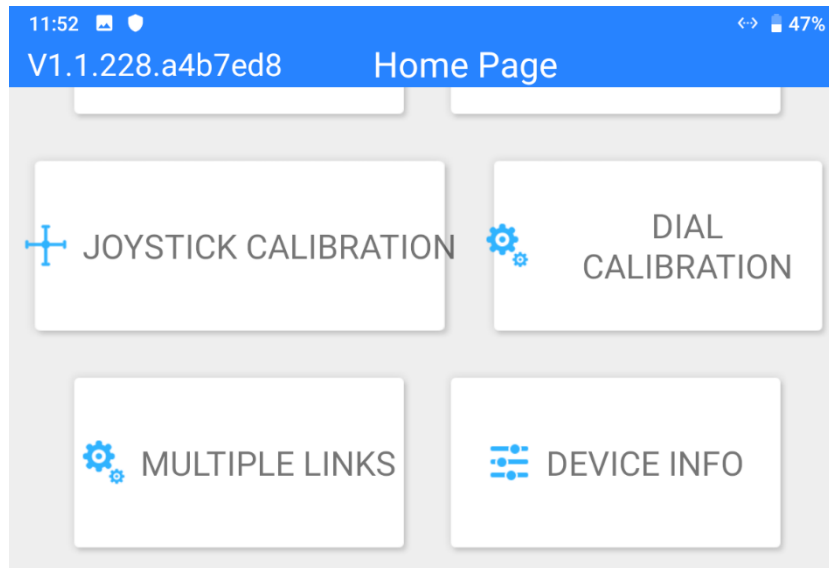 11:52 47%
V1.1.228.a4b7ed8 Home Page
JOYSTICK CALIBRATION
DIAL
CALIBRATION
MULTIPLE LINKS
DEVICE INFO